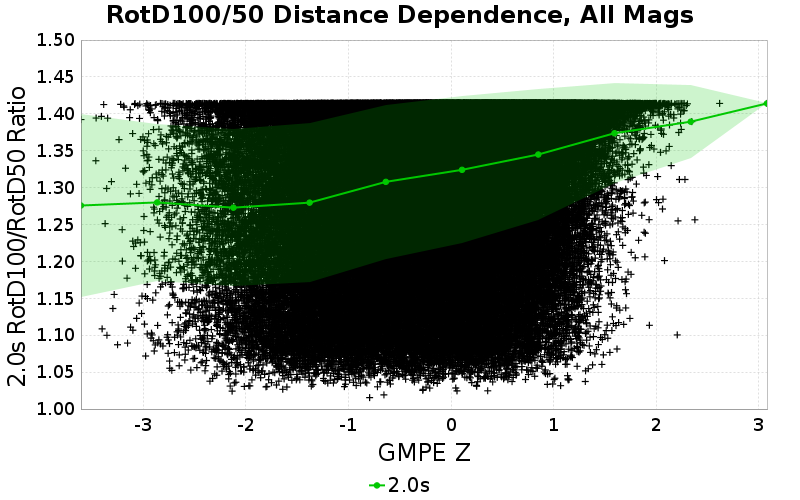 RotD100/50 Distance Dependence, All Mags
2.0s RotD100/RotD50 Ratio
1.50
1.45
1.40
1.35
1.30
1.25
1.20
1.15
1.10
1.05
1.00
-3 -2 -1 0 1 2 3
GMPE Z
2.0s